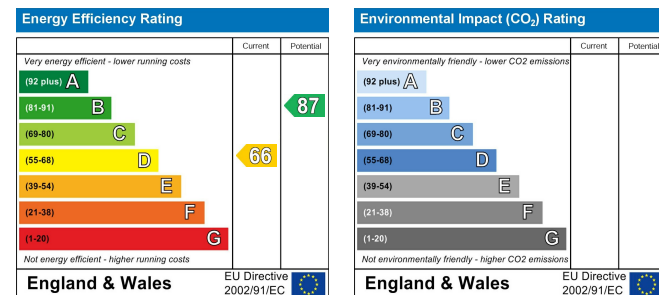 Energy Efficiency Rating
Current Potential
Very energy efficient - lower running costs
(92 plus) A
(81-91) B
87
(69-80) C
(55-68) D
66
(39-54) E
(21-38) F
(1-20) G
Not energy efficient - higher running costs
England & Wales
EU Directive
2002/91/EC
Environmental Impact (CO₂) Rating
Current Potential
Very environmentally friendly - lower CO2 emissions
(92 plus) A
(81-91) B
(69-80) C
(55-68) D
(39-54) E
(21-38) F
(1-20) G
Not environmentally friendly - higher CO2 emissions
England & Wales
EU Directive
2002/91/EC